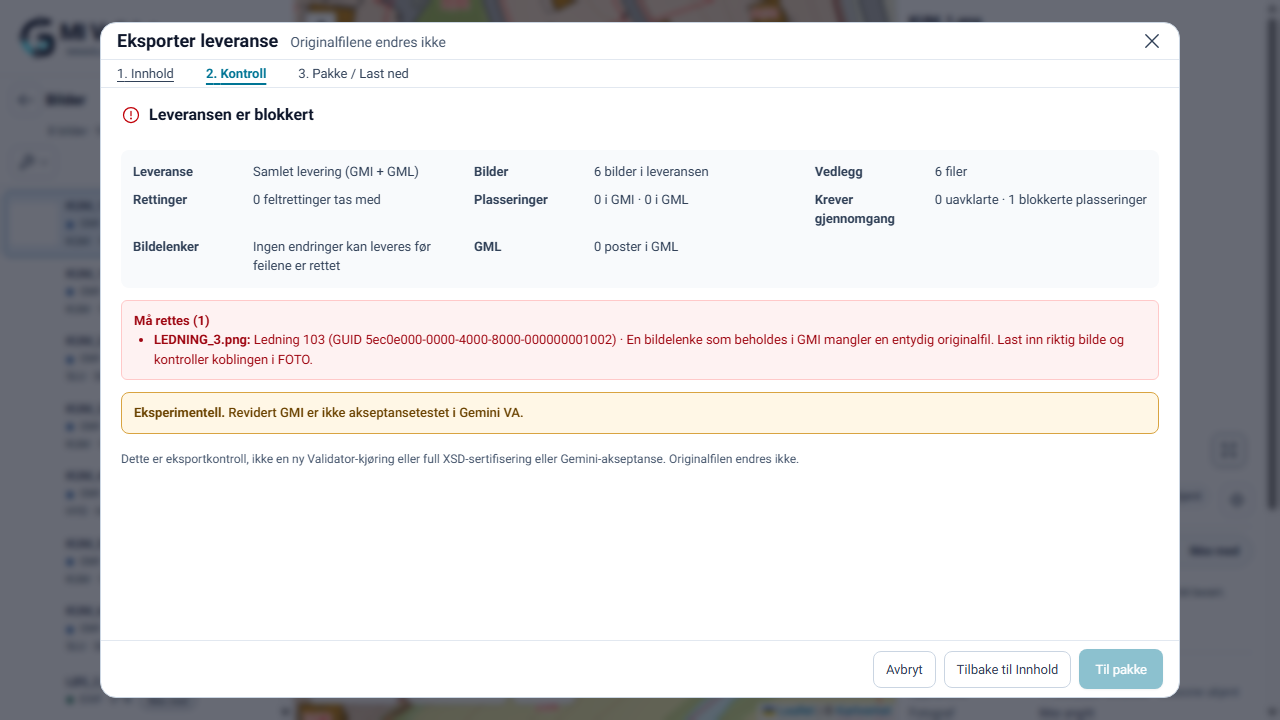 Eksporter leveranse Originalfilene endres ikke
1. Innhold 2. Kontroll 3. Pakke / Last ned
Leveransen er blokkert
Leveranse Samlet levering (GMI + GML) Bilder 6 bilder i leveransen Vedlegg 6 filer
Rettinger 0 feltrettinger tas med Plasseringer 0 i GMI · 0 i GML Krever gjennomgang 0 uavklarte · 1 blokkerte plasseringer
Bildelenker Ingen endringer kan leveres før feilene er rettet GML 0 poster i GML
Må rettes (1)
• LEDNING_3.png: Ledning 103 (GUID 5ec0e000-0000-4000-8000-000000001002) · En bildelenke som beholdes i GMI mangler en entydig originalfil. Last inn riktig bilde og
kontroller koblingen i FOTO.
Eksperimentell. Revidert GMI er ikke akseptansetestet i Gemini VA.
Dette er eksportkontroll, ikke en ny Validator-kjøring eller full XSD-sertifisering eller Gemini-akseptanse. Originalfilen endres ikke.
Avbryt Tilbake til Innhold Til pakke
Bilder